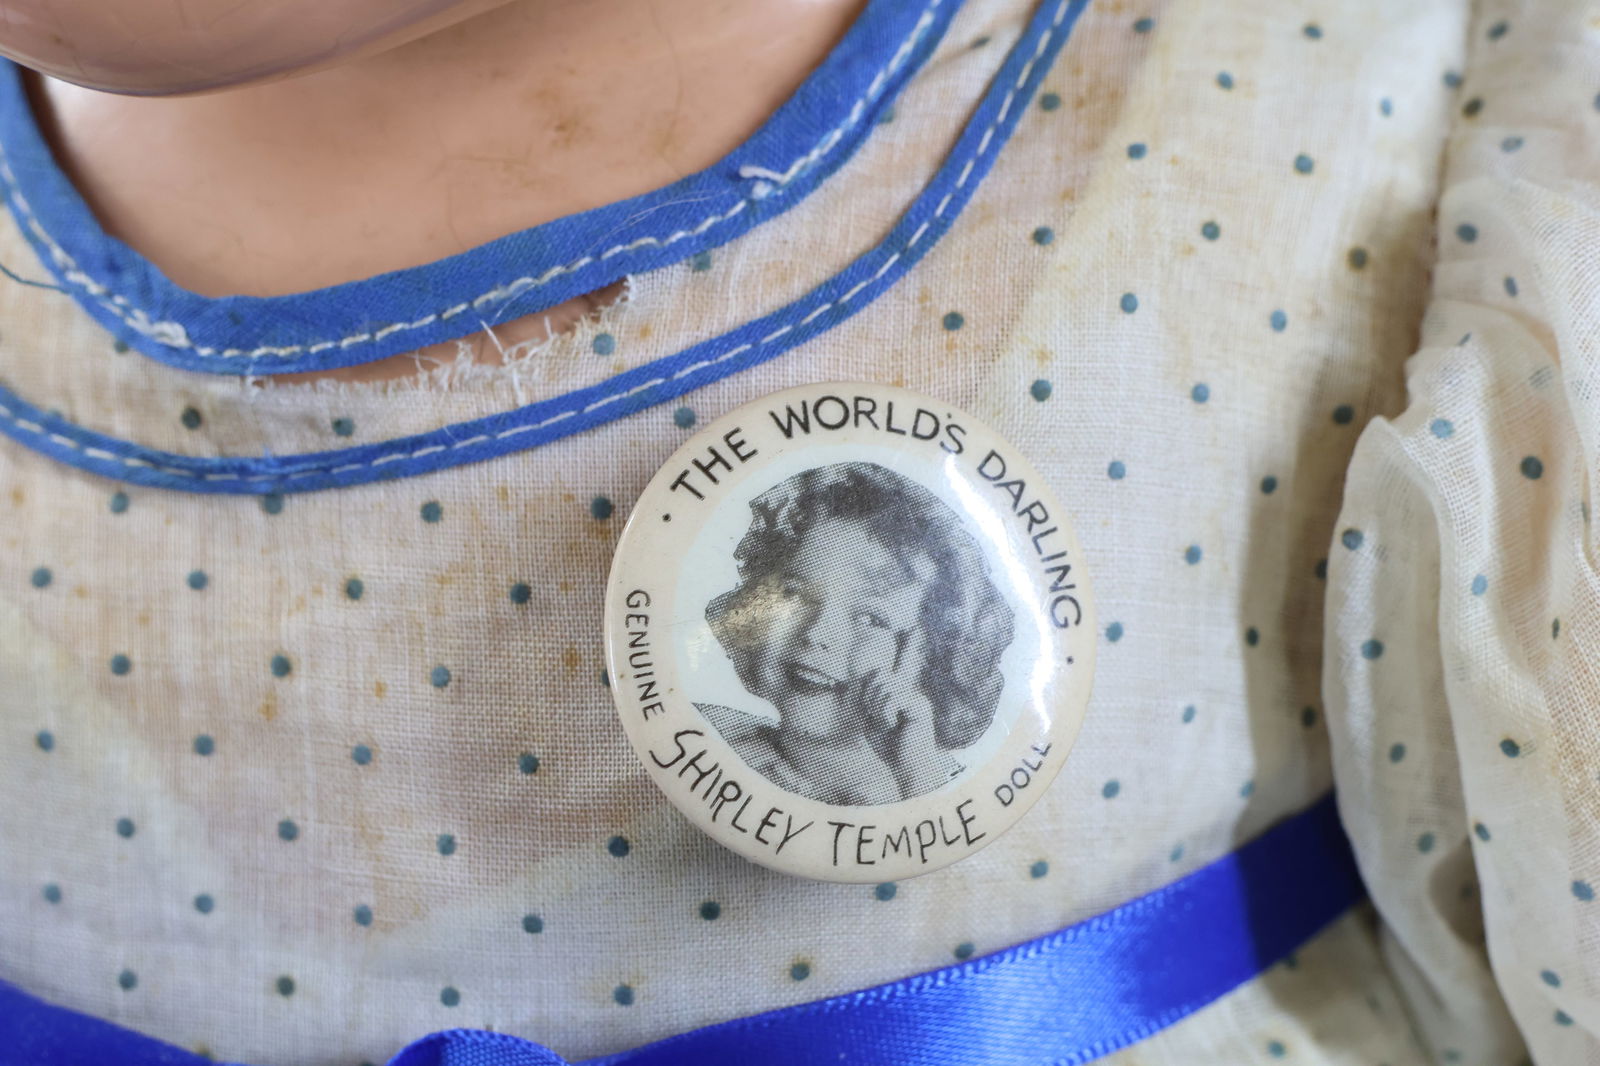 · THE WORLD'S DARLING ·
GENUINE SHIRLEY TEMPLE DOLL